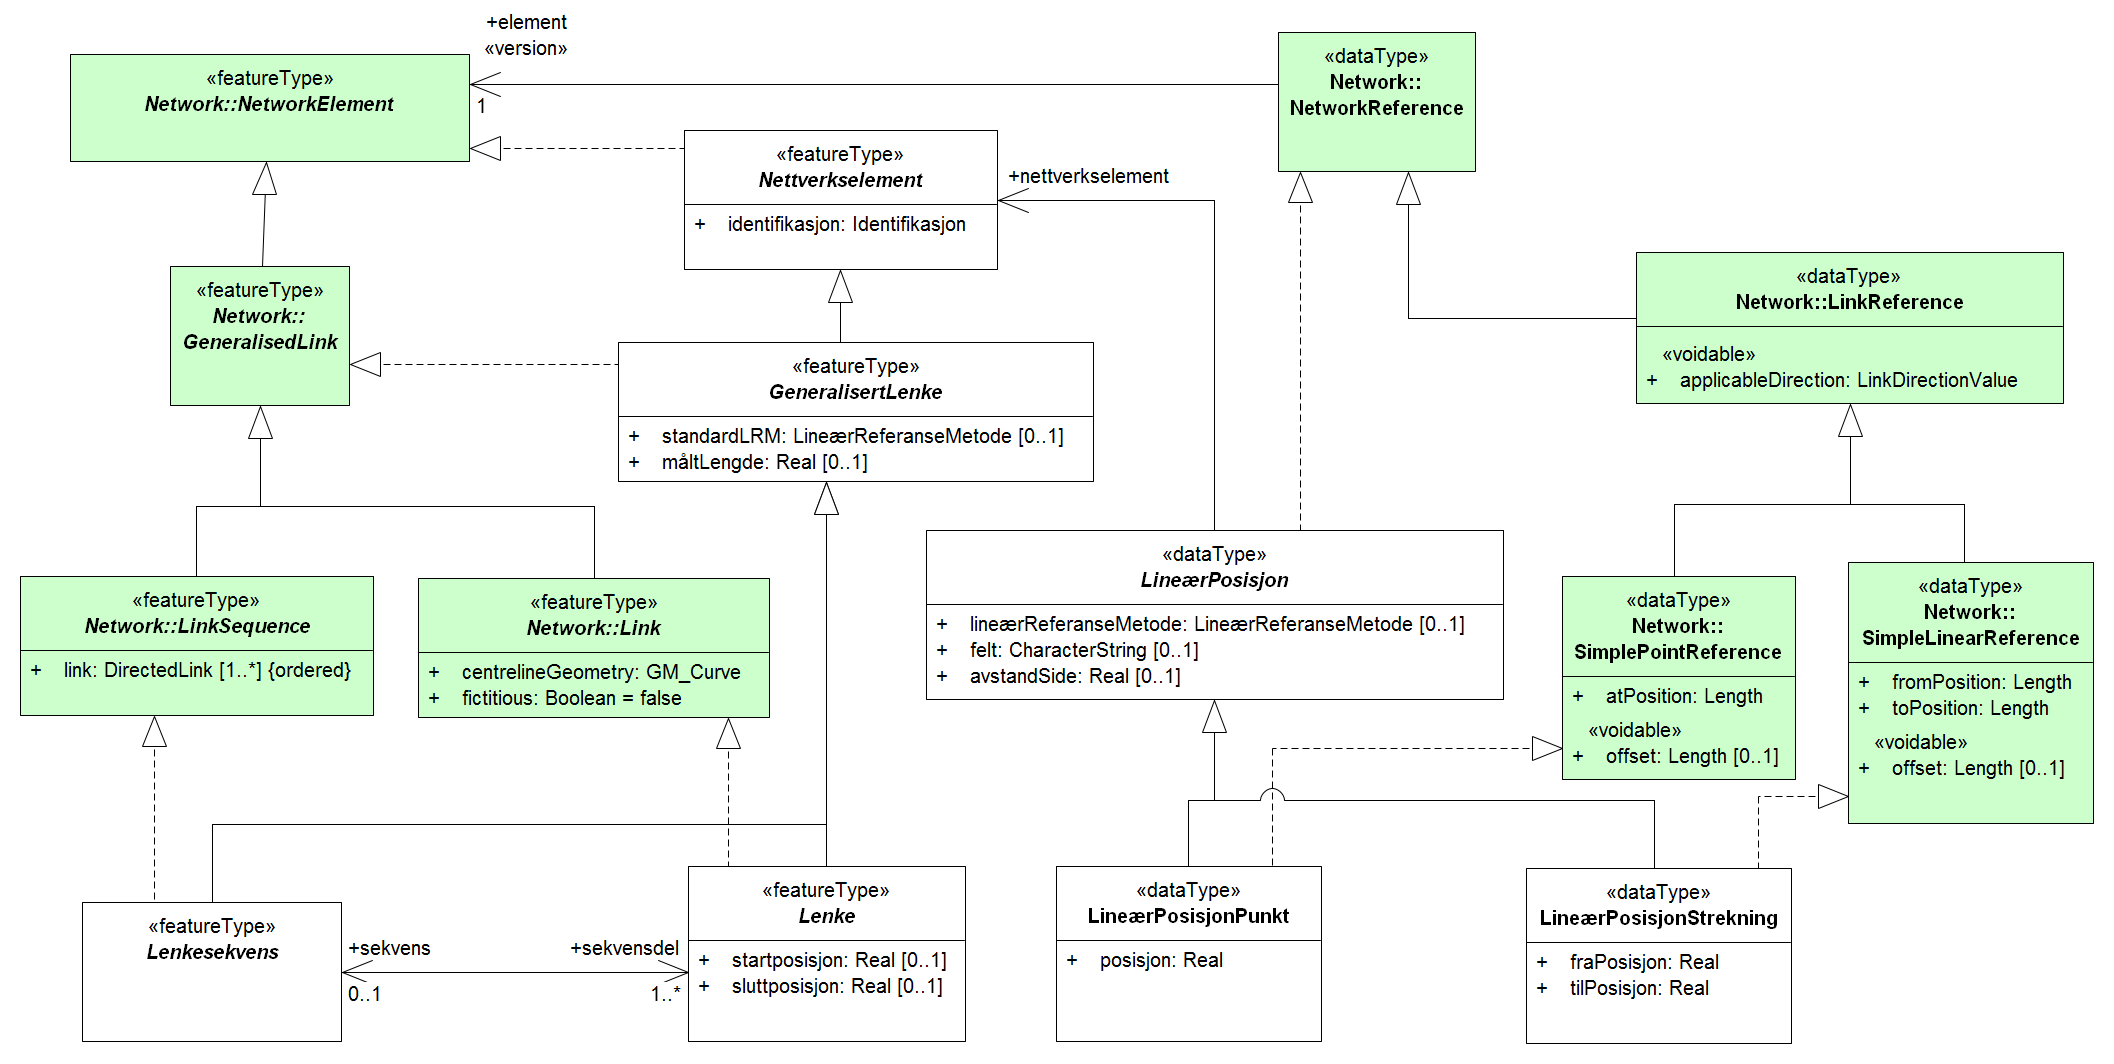 +element
«version»
1
«featureType»
Network::NetworkElement
«dataType»
Network::
NetworkReference
«featureType»
Nettverkselement
+ identifikasjon: Identifikasjon
+nettverkselement
«featureType»
Network::
GeneralisedLink
«dataType»
Network::LinkReference
«voidable»
+ applicableDirection: LinkDirectionValue
«featureType»
GeneralisertLenke
+ standardLRM: LineærReferanseMetode [0..1]
+ måltLengde: Real [0..1]
«featureType»
Network::LinkSequence
+ link: DirectedLink [1..*] {ordered}
«featureType»
Network::Link
+ centrelineGeometry: GM_Curve
+ fictitious: Boolean = false
«dataType»
LineærPosisjon
+ lineærReferanseMetode: LineærReferanseMetode [0..1]
+ felt: CharacterString [0..1]
+ avstandSide: Real [0..1]
«dataType»
Network::
SimplePointReference
+ atPosition: Length
«voidable»
+ offset: Length [0..1]
«dataType»
Network::
SimpleLinearReference
+ fromPosition: Length
+ toPosition: Length
«voidable»
+ offset: Length [0..1]
«featureType»
Lenkesekvens
+sekvens
0..1
+sekvensdel
1..*
«featureType»
Lenke
+ startposisjon: Real [0..1]
+ sluttposisjon: Real [0..1]
«dataType»
LineærPosisjonPunkt
+ posisjon: Real
«dataType»
LineærPosisjonStrekning
+ fraPosisjon: Real
+ tilPosisjon: Real